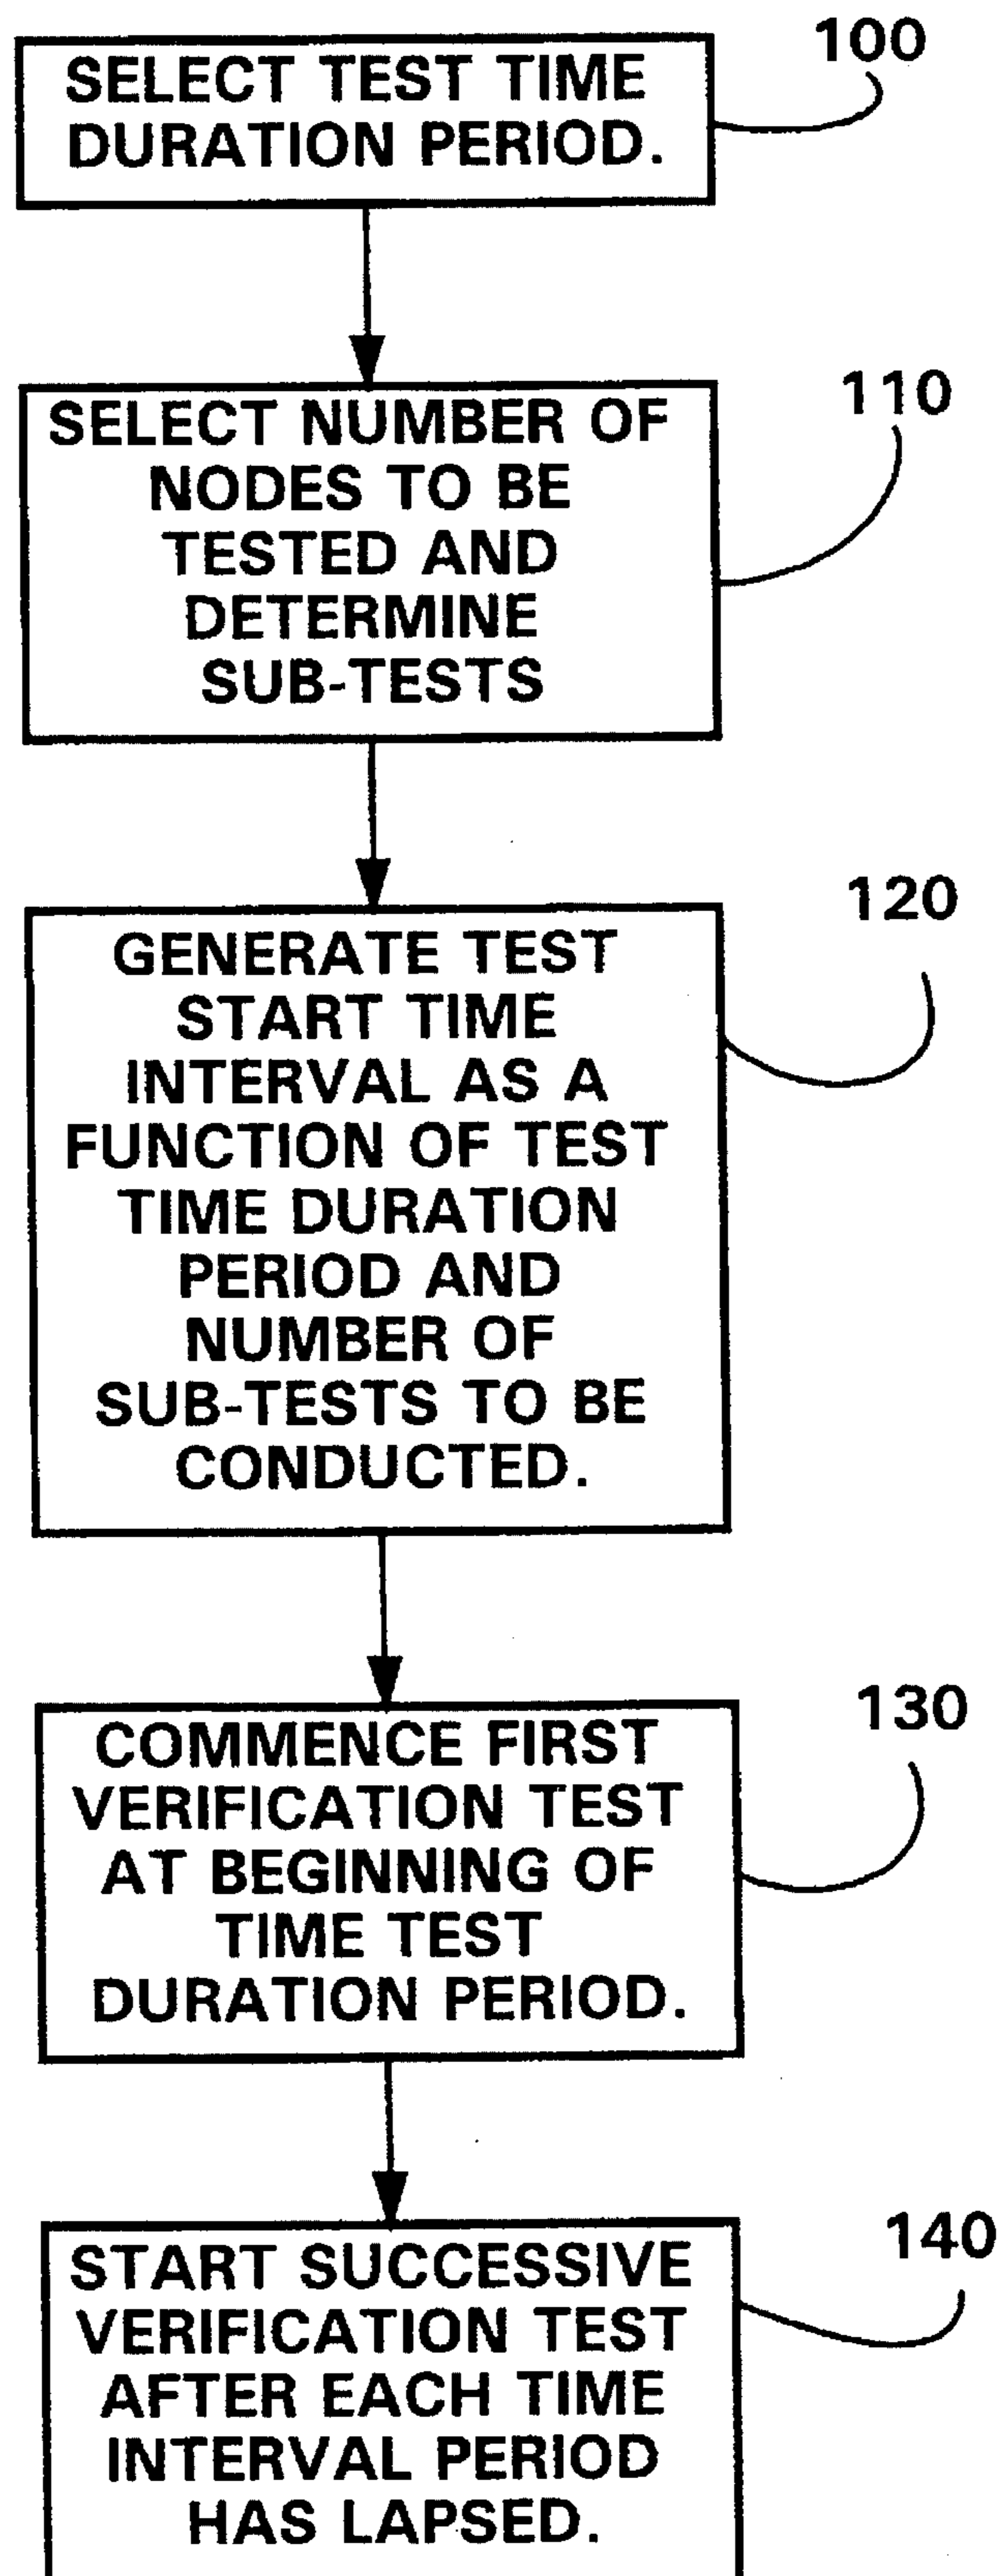 100
SELECT TEST TIME
DURATION PERIOD.
110
SELECT NUMBER OF
NODES TO BE
TESTED AND
DETERMINE
SUB-TESTS
120
GENERATE TEST
START TIME
INTERVAL AS A
FUNCTION OF TEST
TIME DURATION
PERIOD AND
NUMBER OF
SUB-TESTS TO BE
CONDUCTED.
130
COMMENCE FIRST
VERIFICATION TEST
AT BEGINNING OF
TIME TEST
DURATION PERIOD.
140
START SUCCESSIVE
VERIFICATION TEST
AFTER EACH TIME
INTERVAL PERIOD
HAS LAPSED.